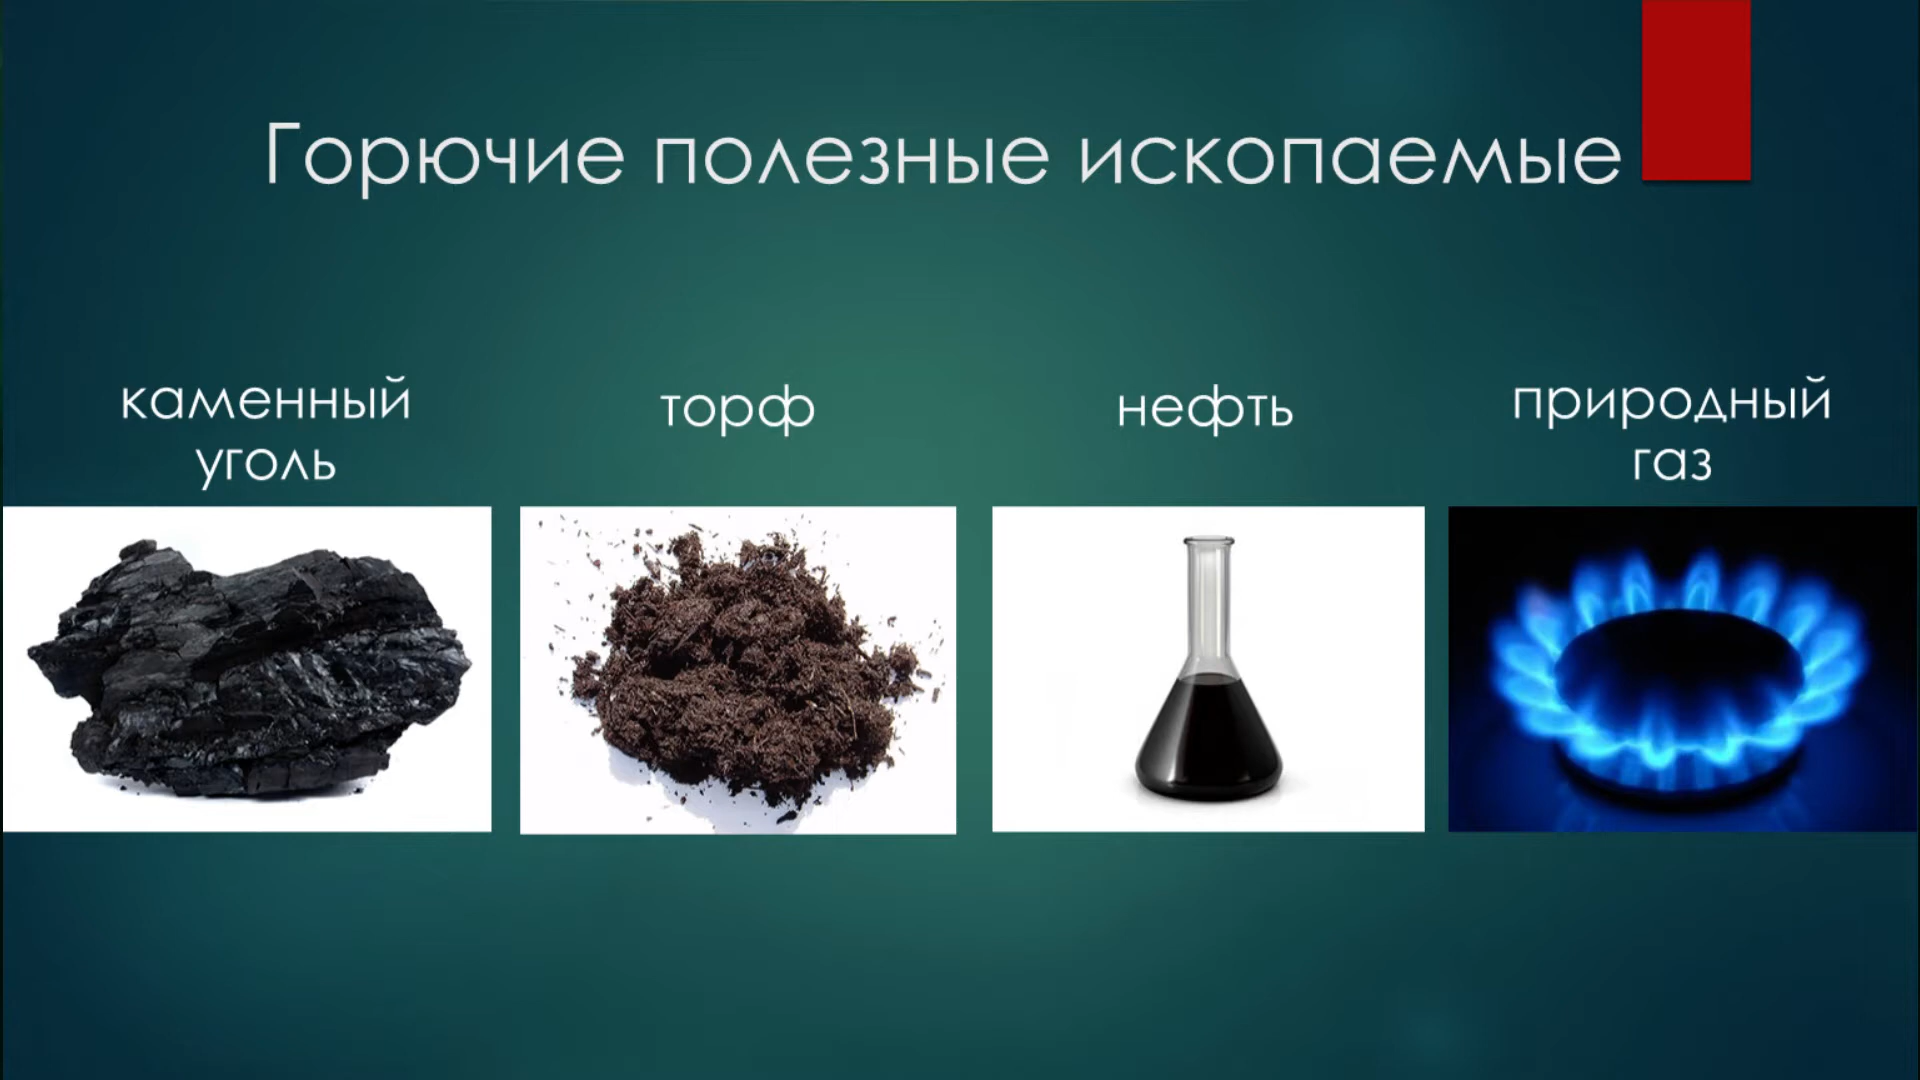 Горючие полезные ископаемые
каменный
уголь
торф
нефть
природный
газ